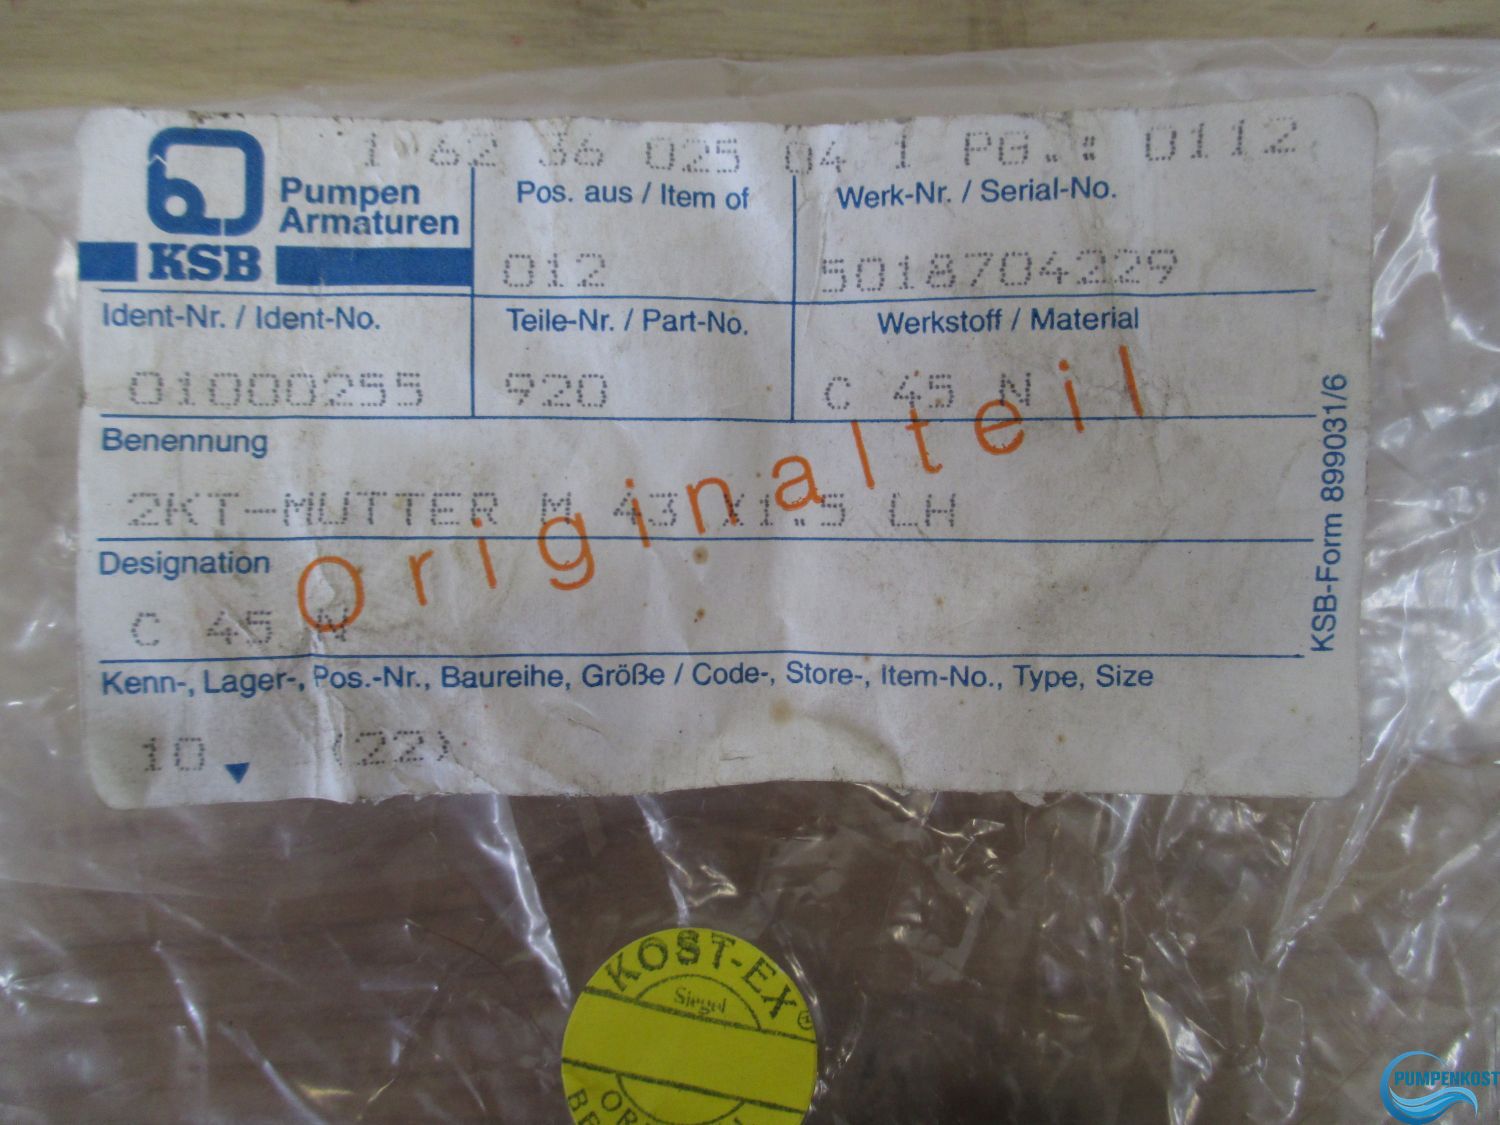 1 62 36 025 04 1 PG.: 0112
Pumpen
Armaturen
KSB
Pos. aus / Item of
012
Werk-Nr. / Serial-No.
5018704229
Ident-Nr. / Ident-No.
01000255
Teile-Nr. / Part-No.
920
Werkstoff / Material
C 45 N
Benennung
2KT-MUTTER M 43 X1.5 LH
Originalteil
Designation
C 45 N
Kenn-, Lager-, Pos.-Nr., Baureihe, Größe / Code-, Store-, Item-No., Type, Size
10 (22)
KSB-Form 899031/6
KOST-EX®
Siegel
PUMPENKOST